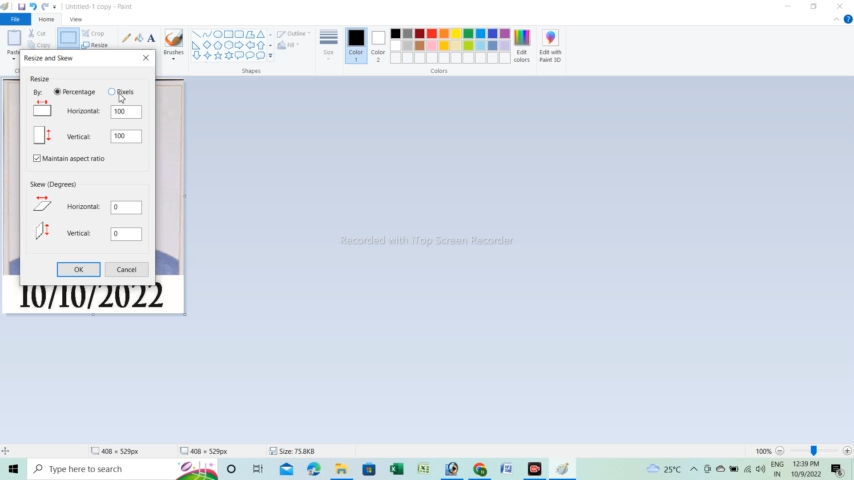 Untitled-1 copy - Paint
File Home View
Paste
Cut
Copy
Crop
Resize
Brushes
Shapes
Outline
Fill
Size
Color 1
Color 2
Edit colors
Edit with Paint 3D
Colors
Resize and Skew
Resize
By: Percentage Pixels
Horizontal: 100
Vertical: 100
Maintain aspect ratio
Skew (Degrees)
Horizontal: 0
Vertical: 0
OK Cancel
Recorded with iTop Screen Recorder
10/10/2022
408 × 529px 408 × 529px Size: 75.8KB 100%
Type here to search
25°C
ENG
IN
12:39 PM
10/9/2022